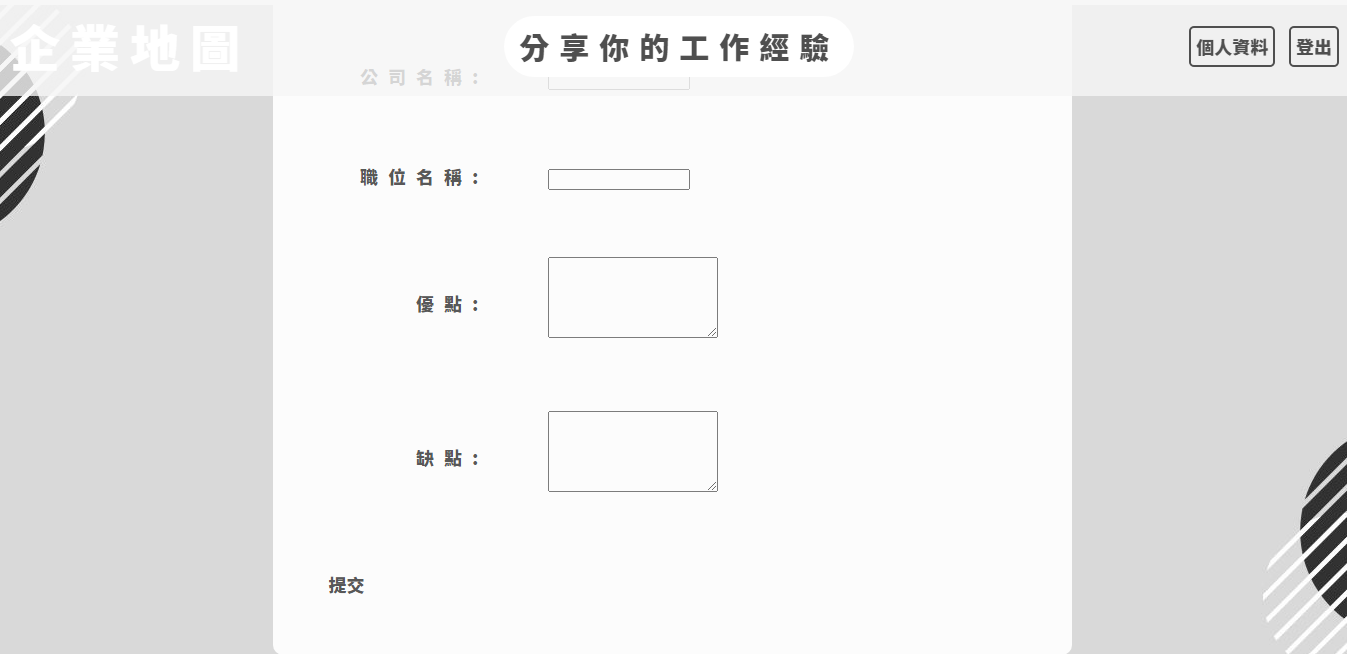 企業地圖
分享你的工作經驗
個人資料
登出
公司名稱：
職位名稱：
優點：
缺點：
提交